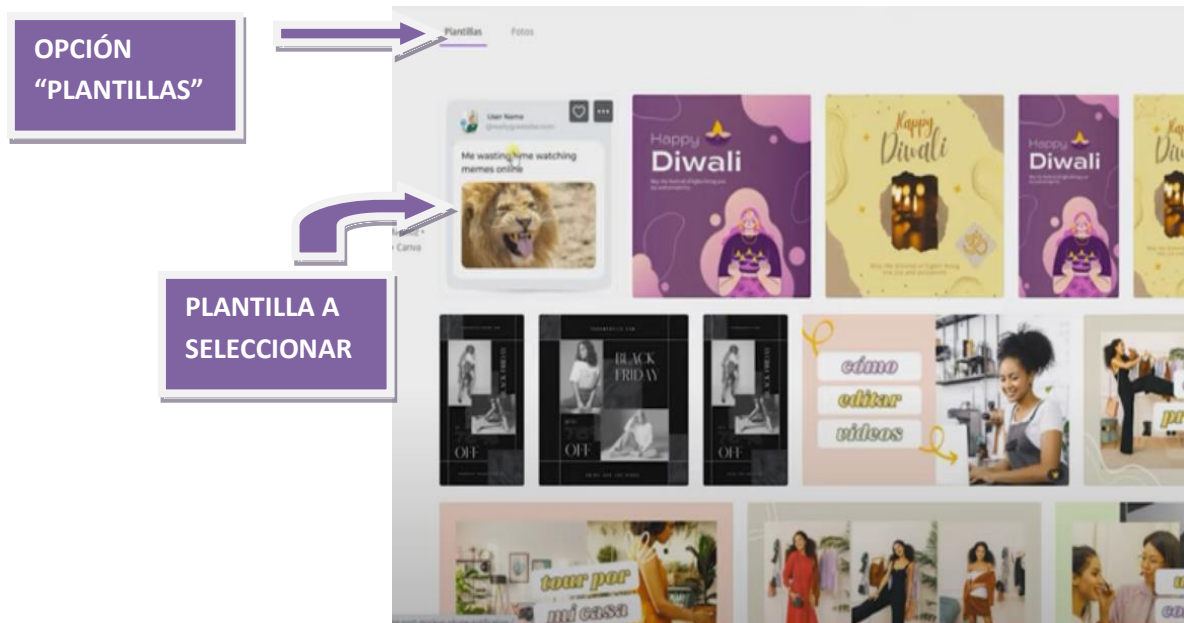 OPCIÓN
“PLANTILLAS”
Plantillas
Fotos
User Name
Me wasting time watching
memes online
Happy
Diwali
Happy
Diwali
Happy
Diwali
Canva
PLANTILLA A
SELECCIONAR
OFF
BLACK
FRIDAY
OFF
OFF
cómo
editar
videos
tour por
mi casa